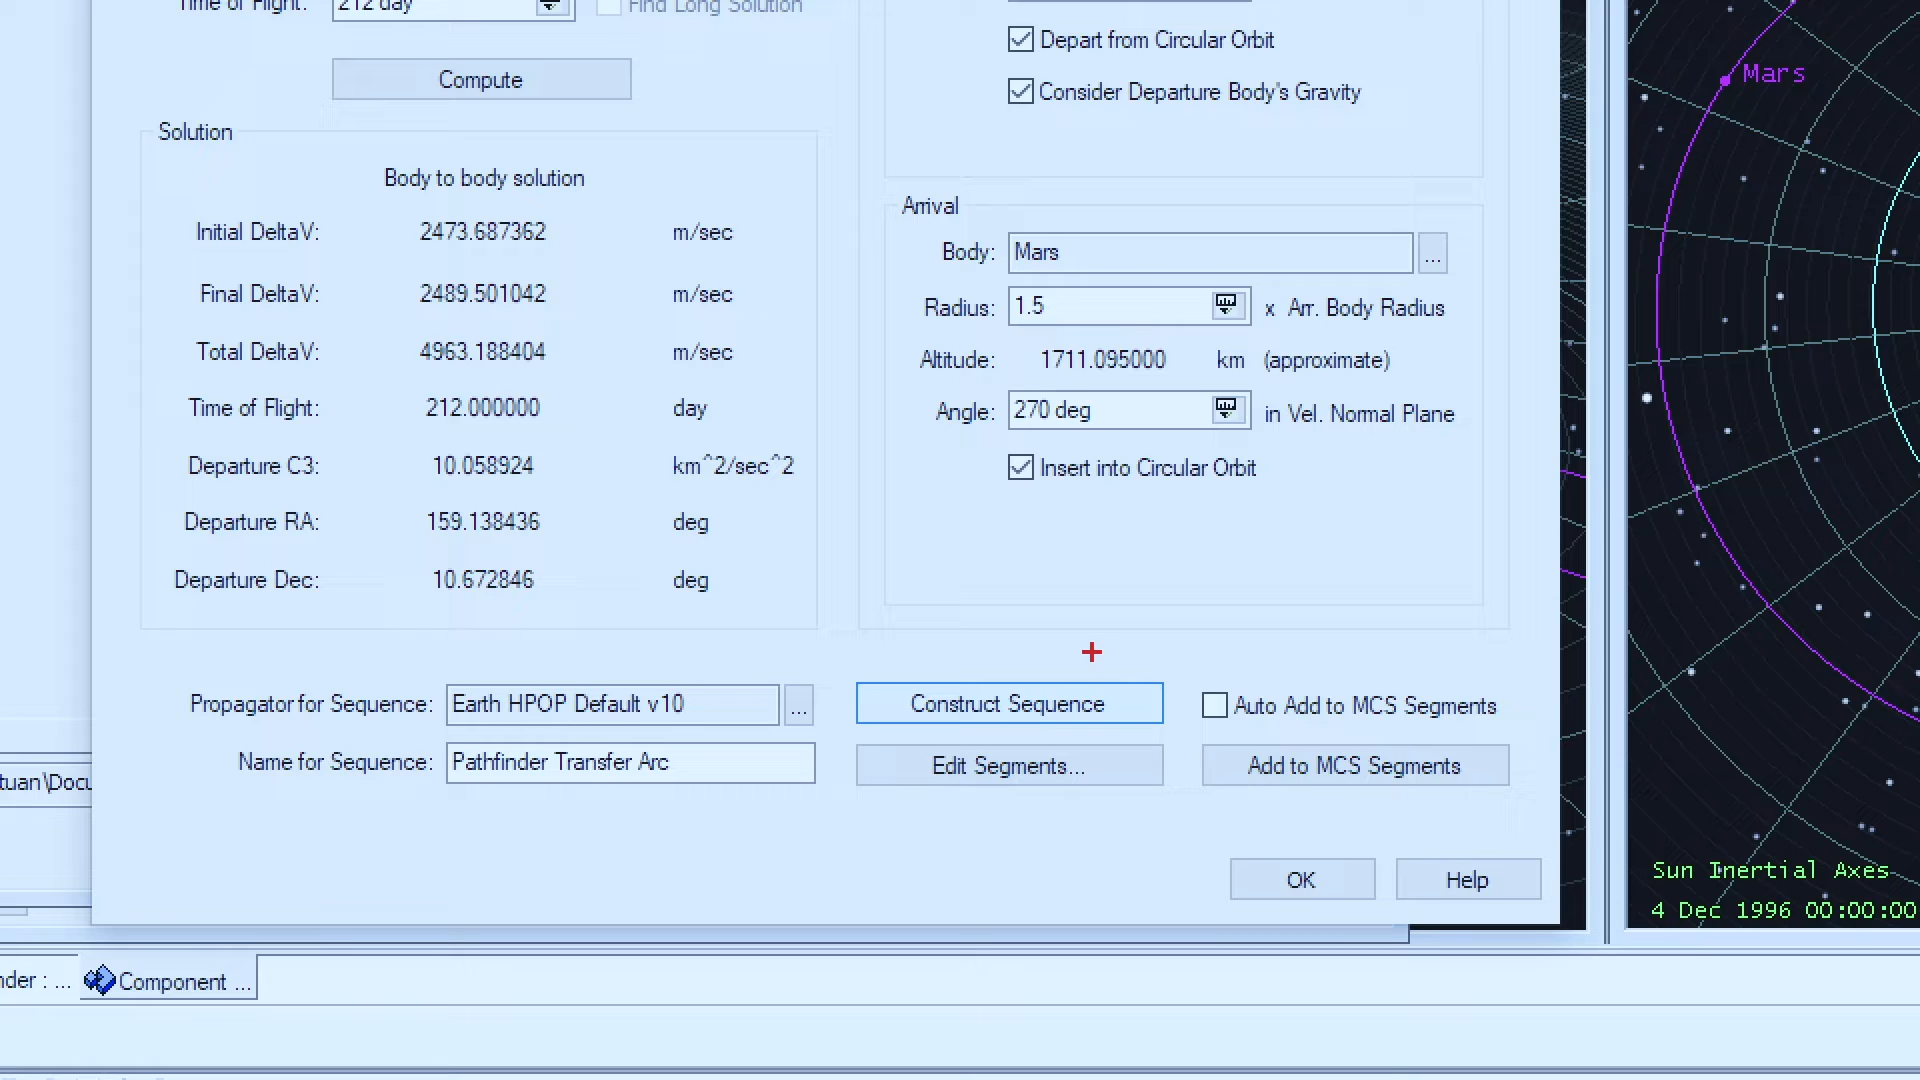 Time of Flight: 212 day Find Long Solution
Compute
Solution
Body to body solution
Initial DeltaV: 2473.687362 m/sec
Final DeltaV: 2489.501042 m/sec
Total DeltaV: 4963.188404 m/sec
Time of Flight: 212.000000 day
Departure C3: 10.058924 km^2/sec^2
Departure RA: 159.138436 deg
Departure Dec: 10.672846 deg
Depart from Circular Orbit
Consider Departure Body's Gravity
Arrival
Body: Mars ...
Radius: 1.5 x Arr. Body Radius
Altitude: 1711.095000 km (approximate)
Angle: 270 deg in Vel. Normal Plane
Insert into Circular Orbit
Propagator for Sequence: Earth HPOP Default v10 ...
Name for Sequence: Pathfinder Transfer Arc
Construct Sequence
Auto Add to MCS Segments
Edit Segments...
Add to MCS Segments
OK
Help
Mars
Sun Inertial Axes
4 Dec 1996 00:00:00
tuan\Docu
nder : ...
Component ...